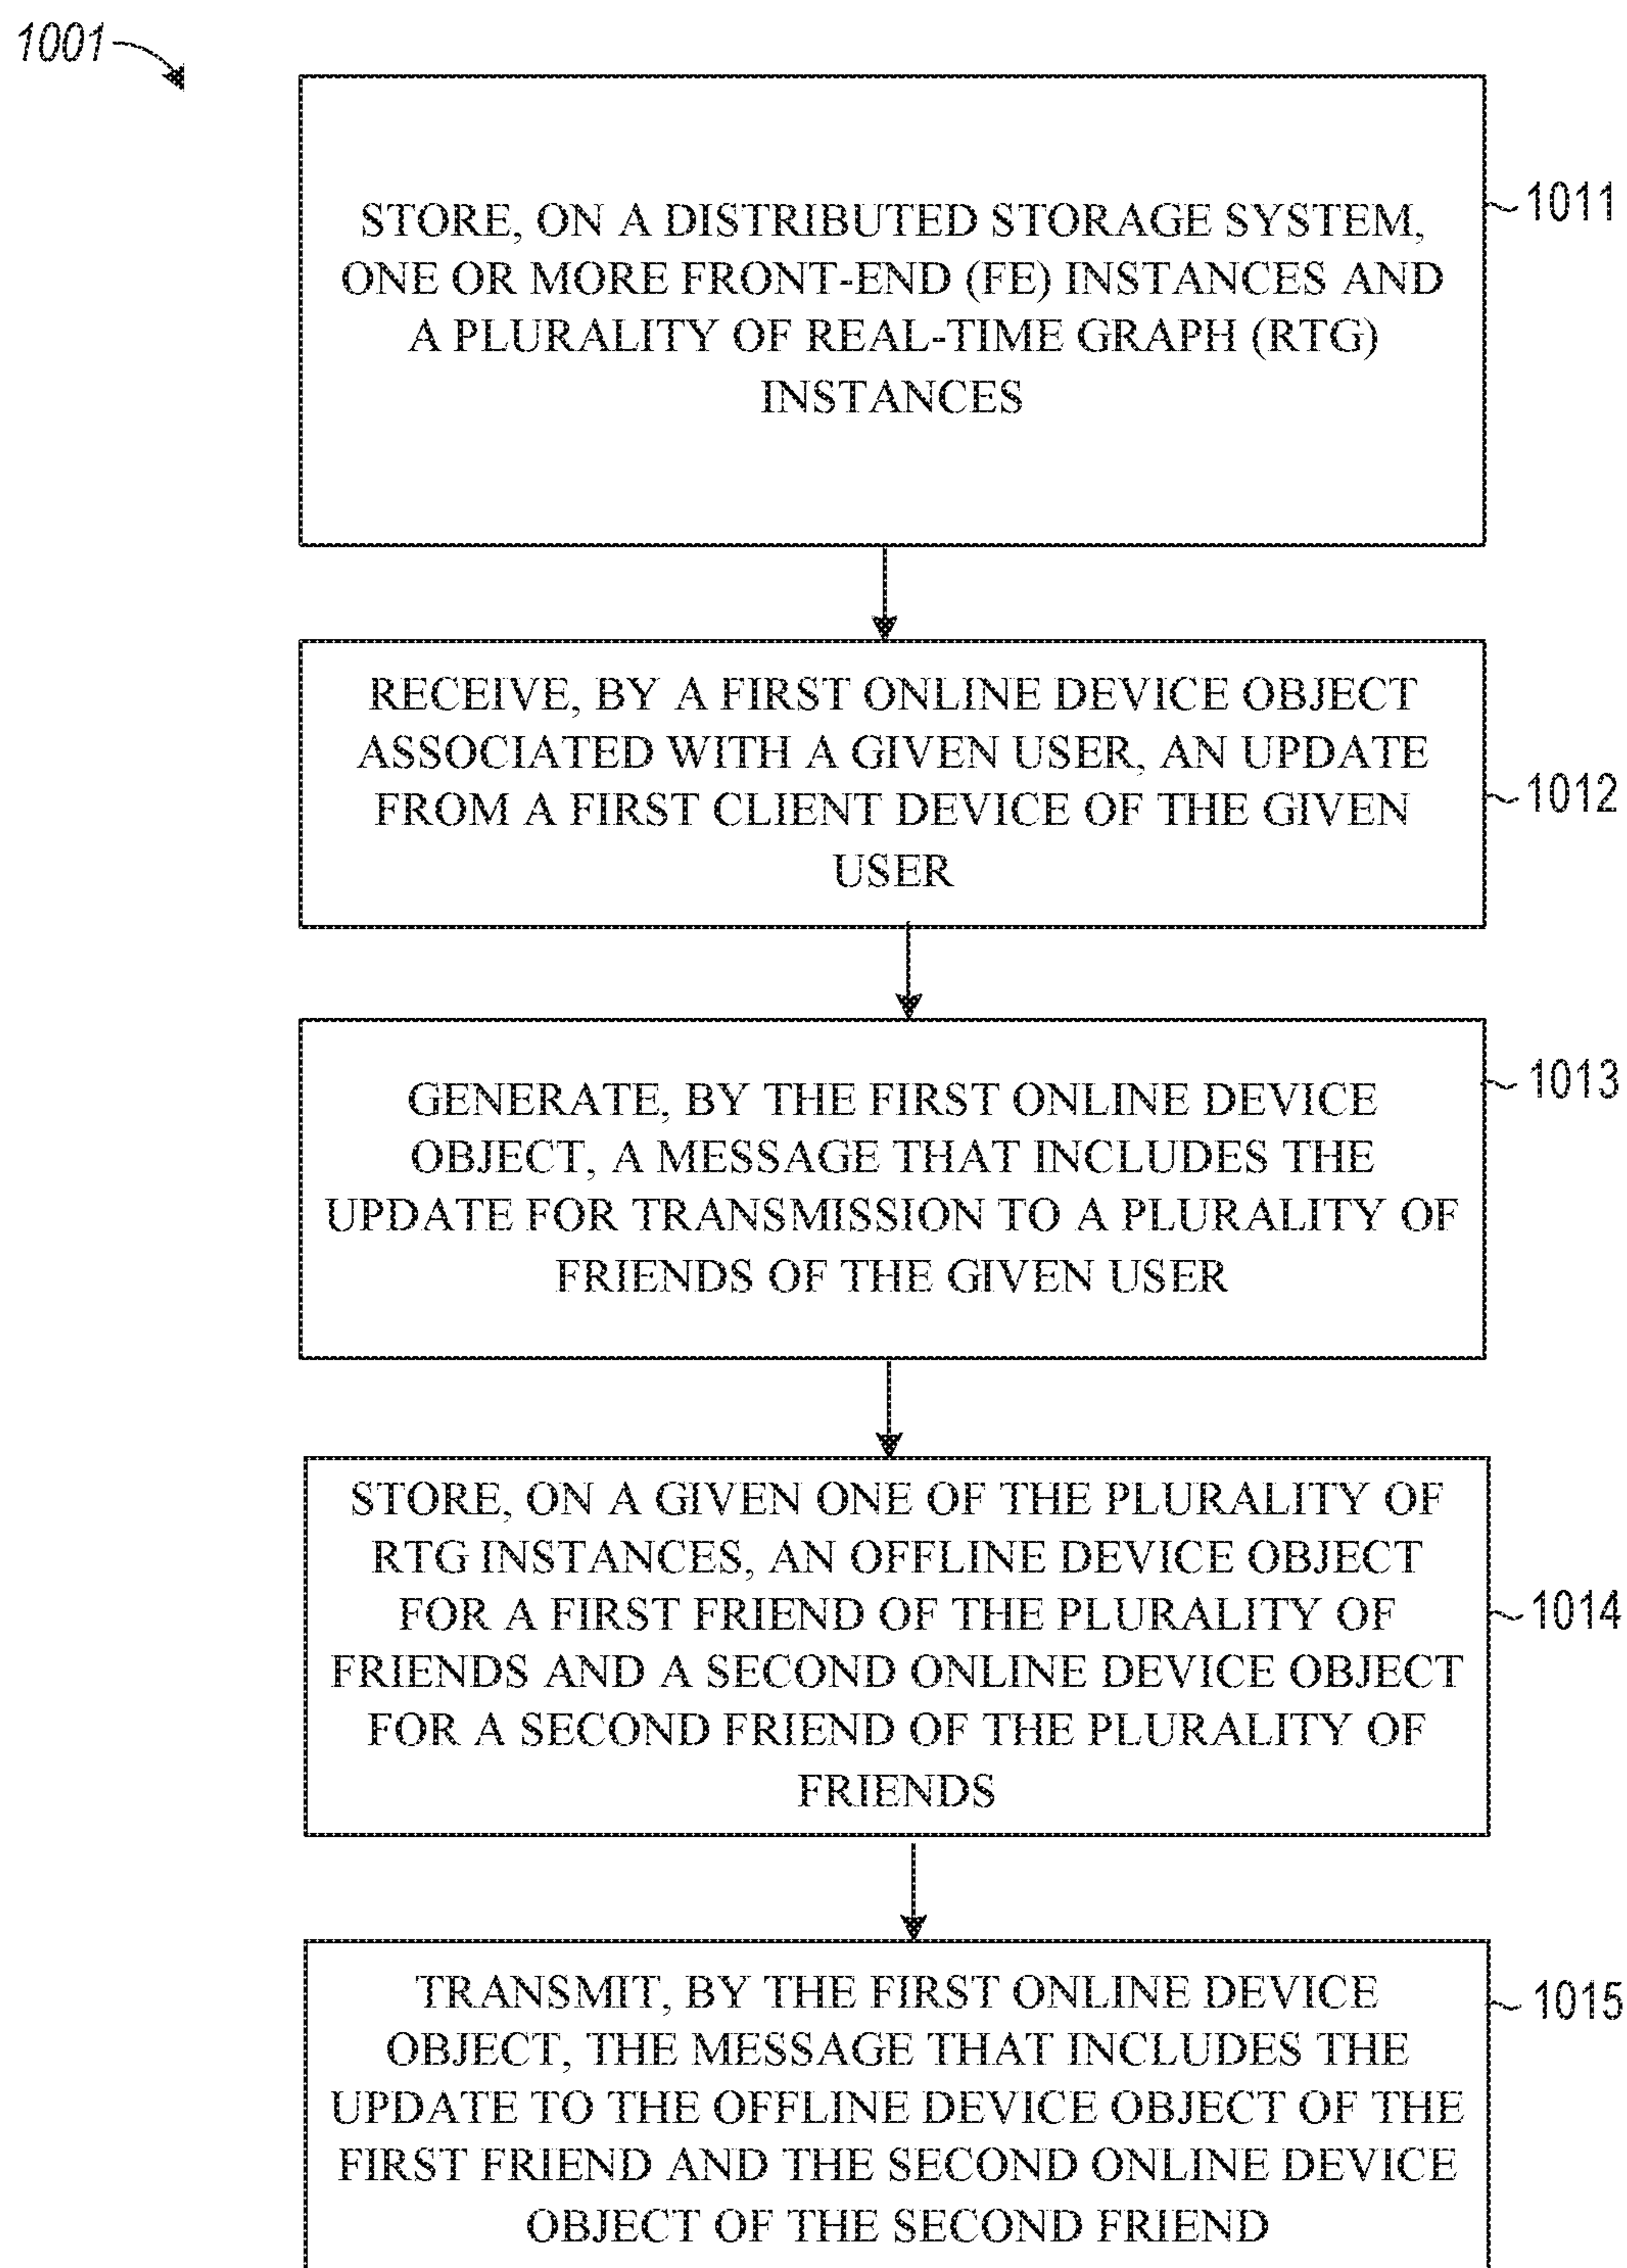 1001
STORE, ON A DISTRIBUTED STORAGE SYSTEM,
ONE OR MORE FRONT-END (FE) INSTANCES AND
A PLURALITY OF REAL-TIME GRAPH (RTG)
INSTANCES
1011
RECEIVE, BY A FIRST ONLINE DEVICE OBJECT
ASSOCIATED WITH A GIVEN USER, AN UPDATE
FROM A FIRST CLIENT DEVICE OF THE GIVEN
USER
1012
GENERATE, BY THE FIRST ONLINE DEVICE
OBJECT, A MESSAGE THAT INCLUDES THE
UPDATE FOR TRANSMISSION TO A PLURALITY OF
FRIENDS OF THE GIVEN USER
1013
STORE, ON A GIVEN ONE OF THE PLURALITY OF
RTG INSTANCES, AN OFFLINE DEVICE OBJECT
FOR A FIRST FRIEND OF THE PLURALITY OF
FRIENDS AND A SECOND ONLINE DEVICE OBJECT
FOR A SECOND FRIEND OF THE PLURALITY OF
FRIENDS
1014
TRANSMIT, BY THE FIRST ONLINE DEVICE
OBJECT, THE MESSAGE THAT INCLUDES THE
UPDATE TO THE OFFLINE DEVICE OBJECT OF THE
FIRST FRIEND AND THE SECOND ONLINE DEVICE
OBJECT OF THE SECOND FRIEND
1015